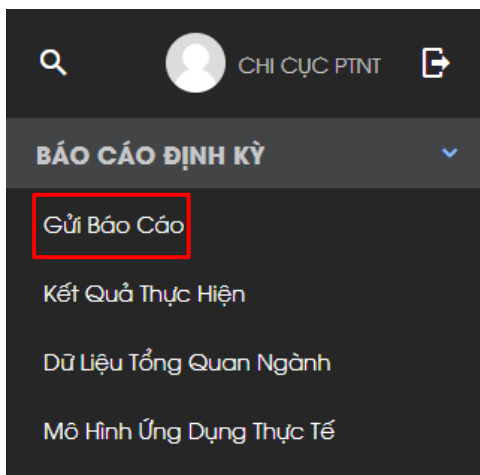 CHI CỤC PTNT
BÁO CÁO ĐỊNH KỲ
Gửi Báo Cáo
Kết Quả Thực Hiện
Dữ Liệu Tổng Quan Ngành
Mô Hình Ứng Dụng Thực Tế